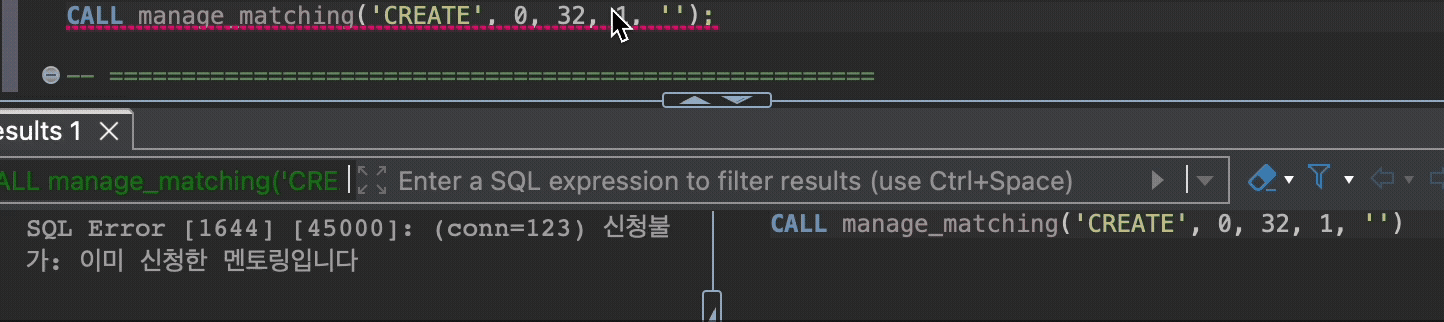 CALL manage_matching('CREATE', 0, 32, 1, '');
-- ==================================================
esults 1
ALL manage_matching('CRE
Enter a SQL expression to filter results (use Ctrl+Space)
SQL Error [1644] [45000]: (conn=123) 신청불
가: 이미 신청한 멘토링입니다
CALL manage_matching('CREATE', 0, 32, 1, '')